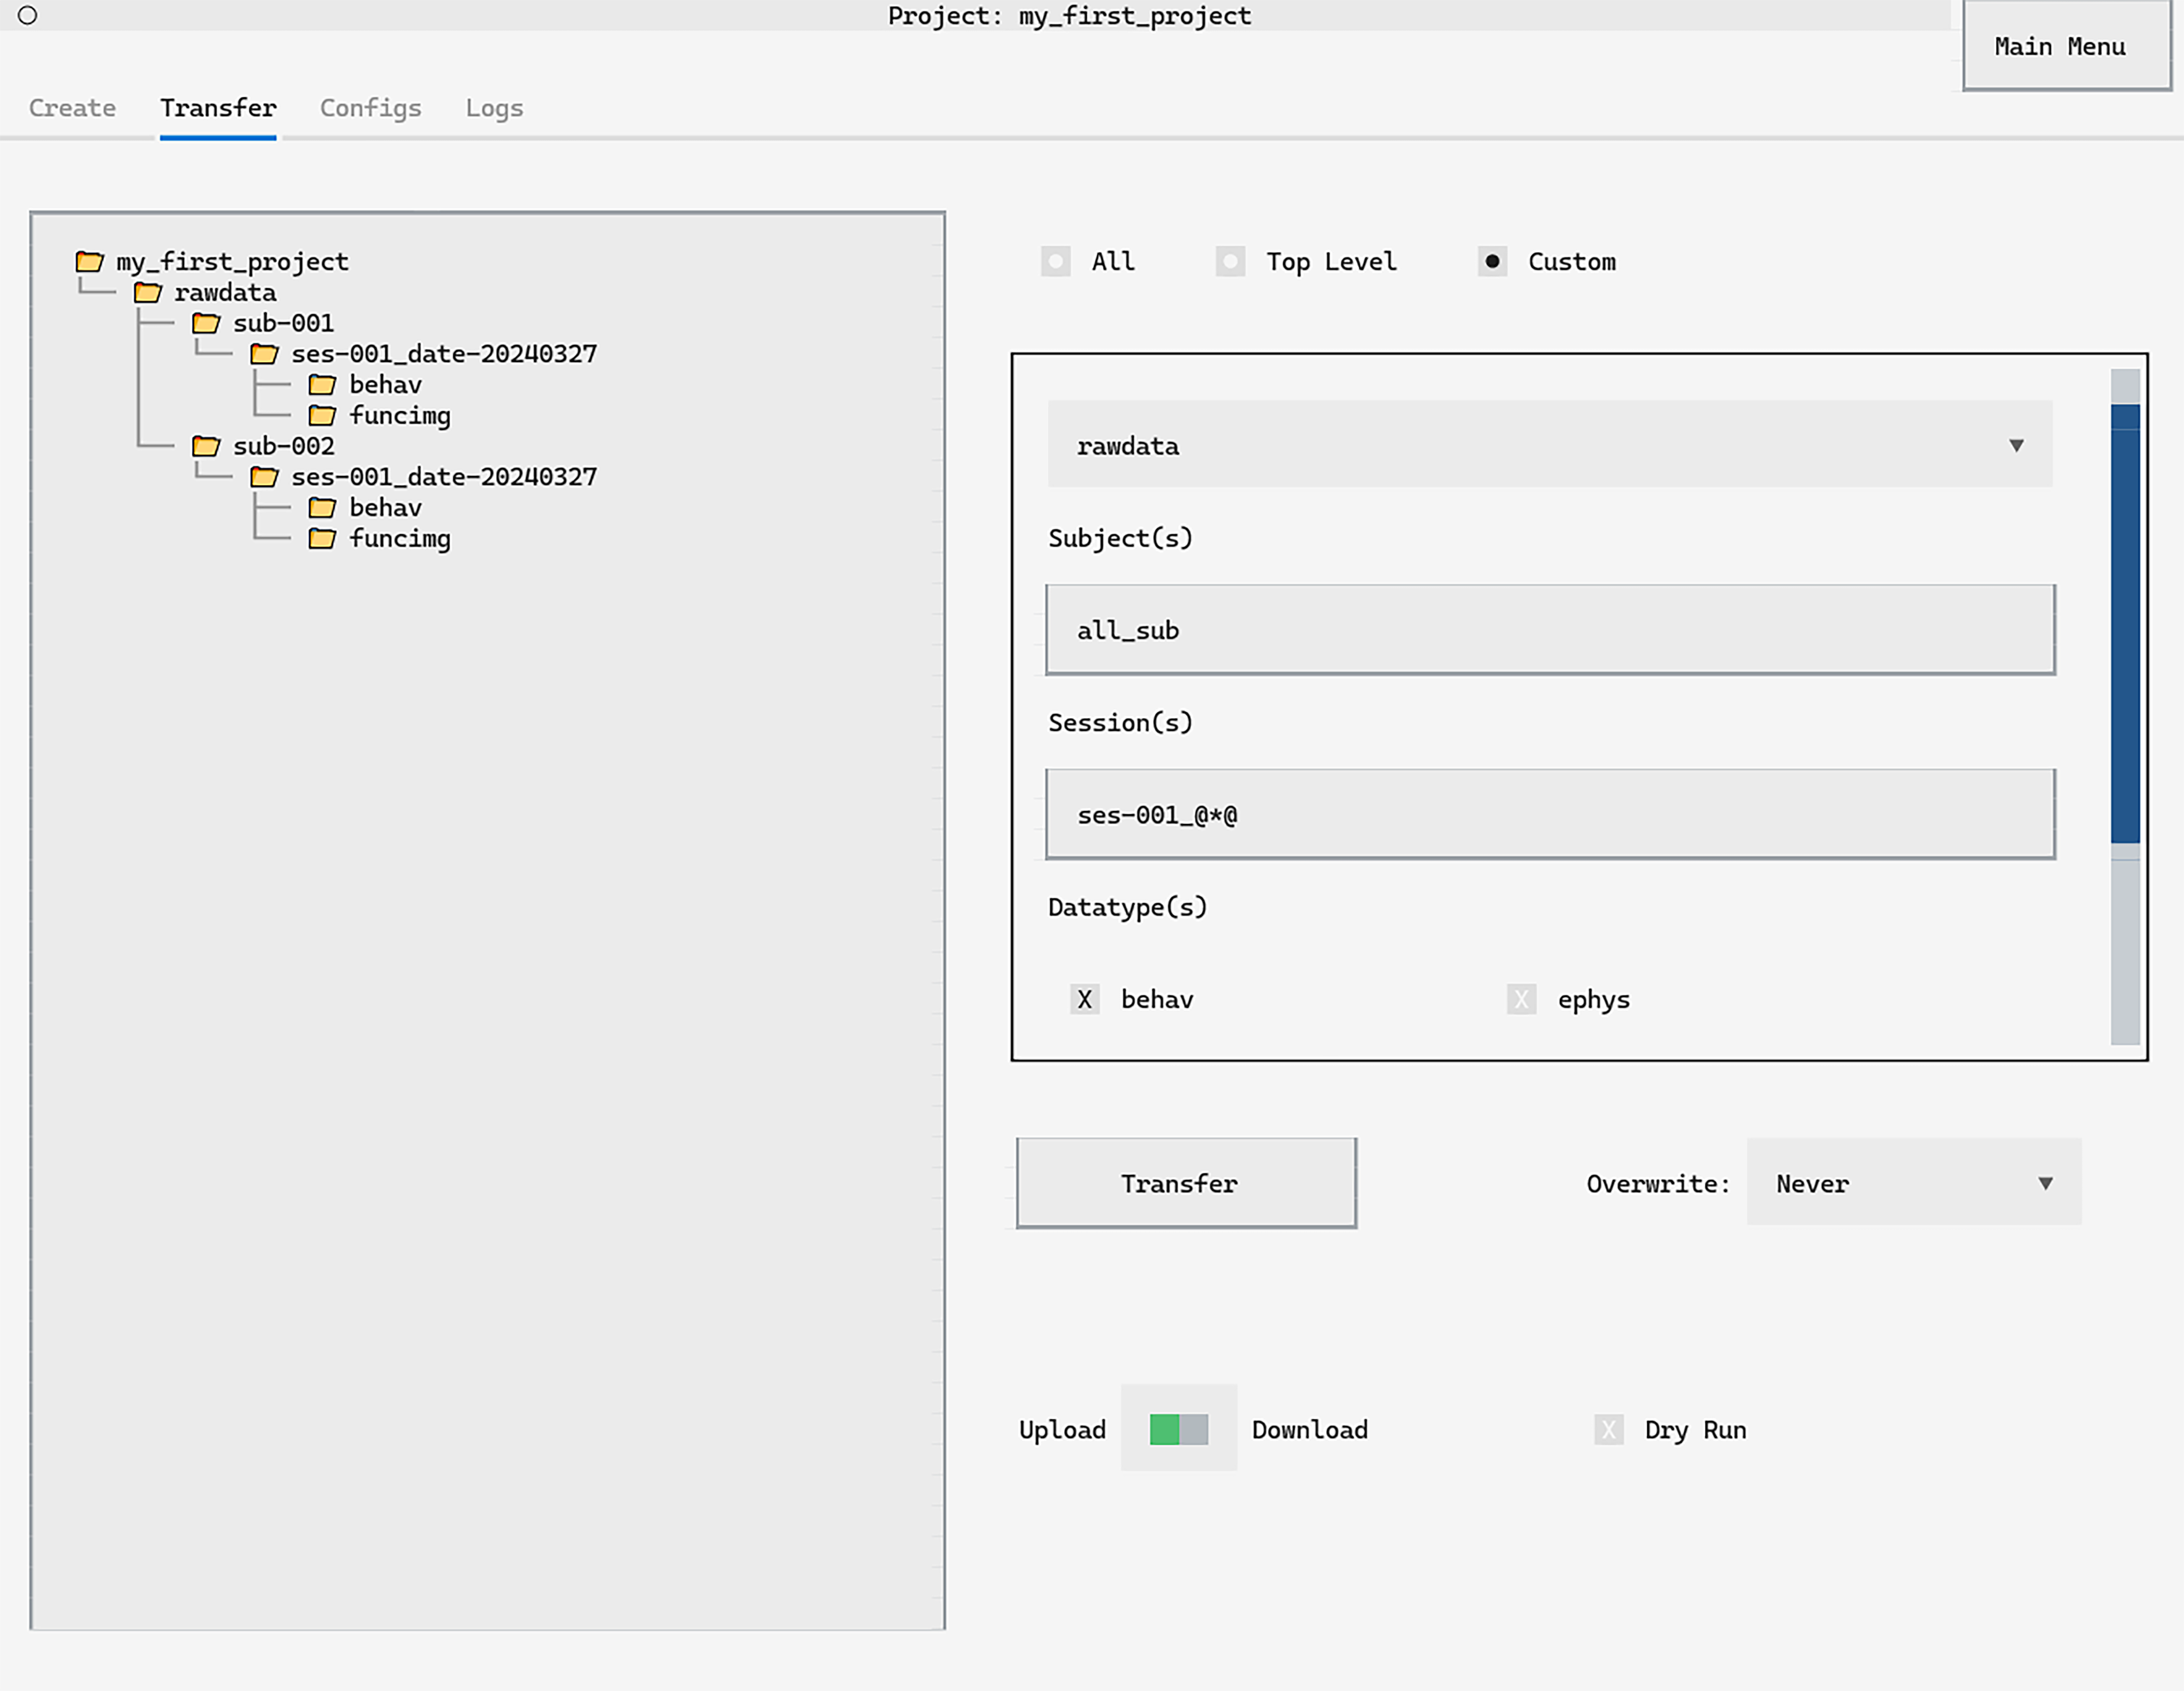 Project: my_first_project
Main Menu
Create Transfer Configs Logs
my_first_project
rawdata
sub-001
ses-001_date-20240327
behav
funcimg
sub-002
ses-001_date-20240327
behav
funcimg
All Top Level Custom
rawdata
Subject(s)
all_sub
Session(s)
ses-001_@*@
Datatype(s)
X behav X ephys
Transfer Overwrite: Never
Upload Download X Dry Run